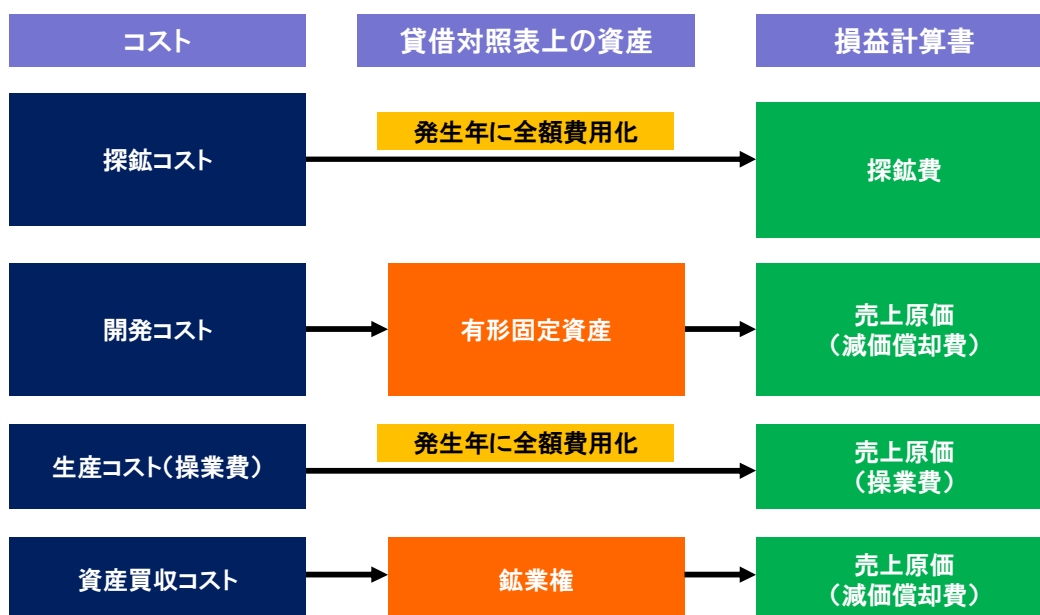 コスト
貸借対照表上の資産
損益計算書
探鉱コスト
発生年に全額費用化
探鉱費
開発コスト
有形固定資産
売上原価
（減価償却費）
生産コスト（操業費）
発生年に全額費用化
売上原価
（操業費）
資産買収コスト
鉱業権
売上原価
（減価償却費）